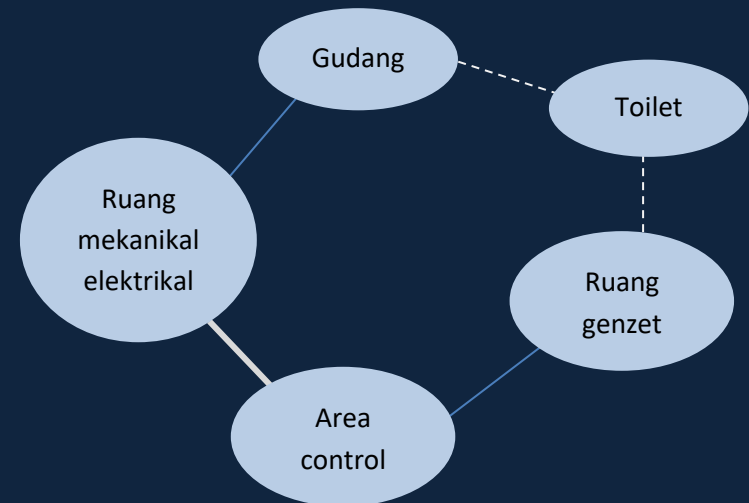 Gudang
Toilet
Ruang
mekanikal
elektrikal
Ruang
genzet
Area
control